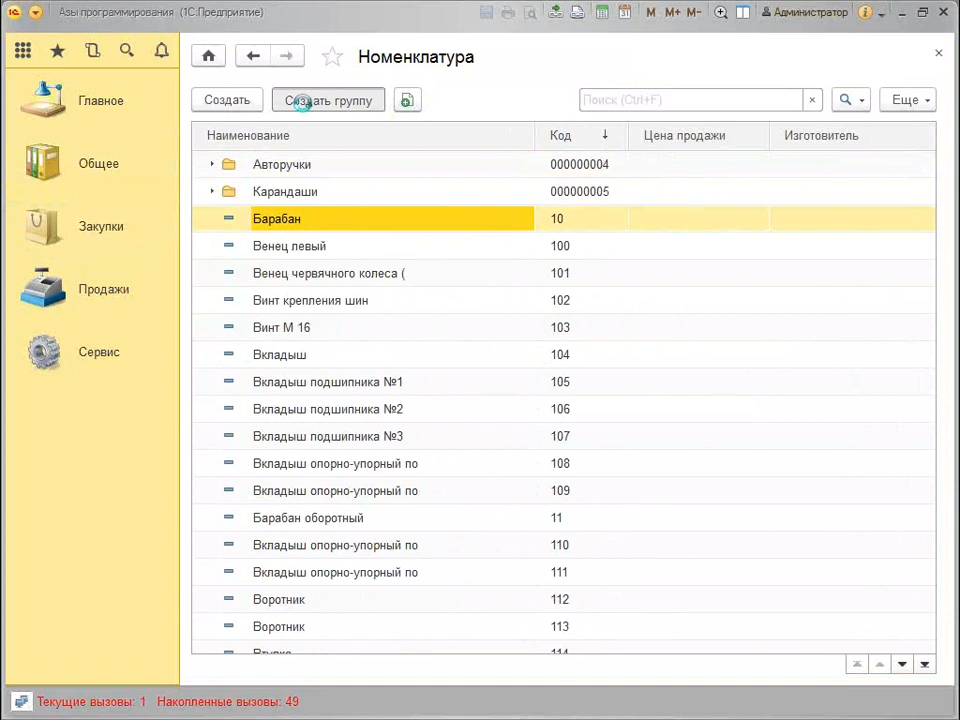 Азы программирования (1С:Предприятие)
M M+ M- Администратор
Главное
Общее
Закупки
Продажи
Сервис
Номенклатура
Создать Создать группу Поиск (Ctrl+F) × Еще
Наименование Код ↓ Цена продажи Изготовитель
Авторучки 000000004
Карандаши 000000005
Барабан 10
Венец левый 100
Венец червячного колеса ( 101
Винт крепления шин 102
Винт М 16 103
Вкладыш 104
Вкладыш подшипника №1 105
Вкладыш подшипника №2 106
Вкладыш подшипника №3 107
Вкладыш опорно-упорный по 108
Вкладыш опорно-упорный по 109
Барабан оборотный 11
Вкладыш опорно-упорный по 110
Вкладыш опорно-упорный по 111
Воротник 112
Воротник 113
Втулка 114
Текущие вызовы: 1 Накопленные вызовы: 49